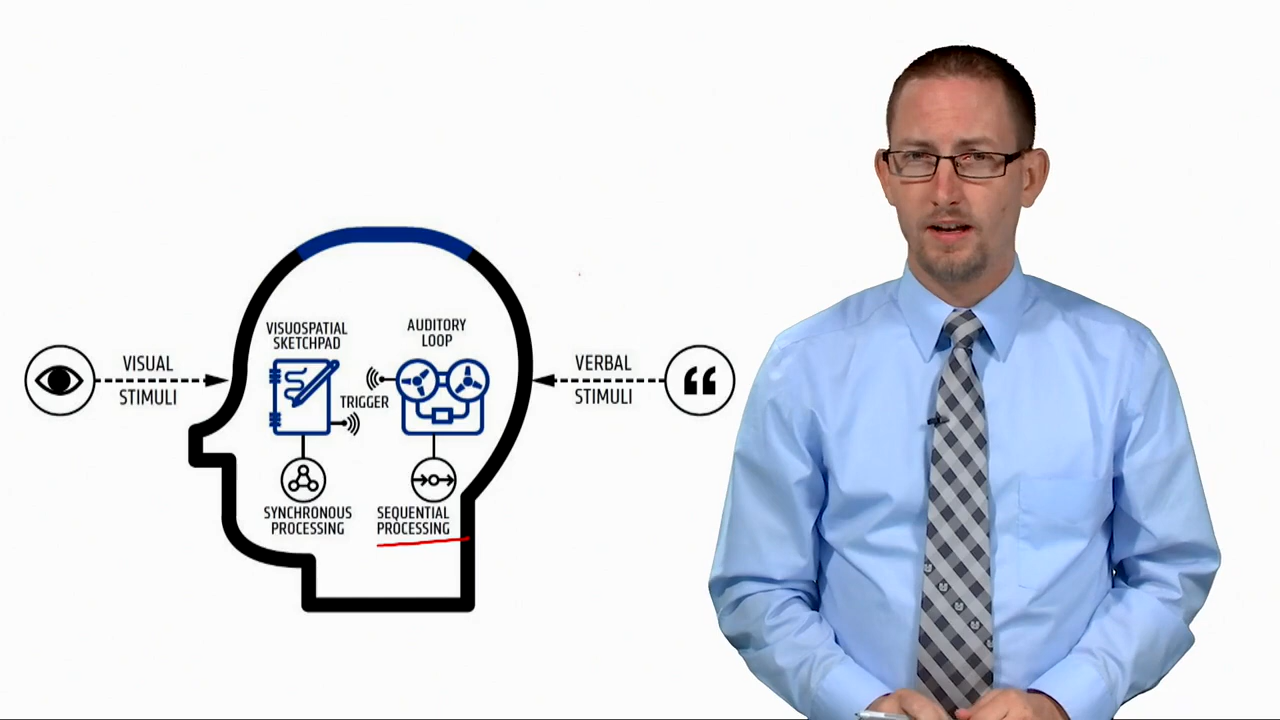 VISUOSPATIAL
SKETCHPAD
AUDITORY
LOOP
VISUAL
STIMULI
TRIGGER
VERBAL
STIMULI
SYNCHRONOUS
PROCESSING
SEQUENTIAL
PROCESSING